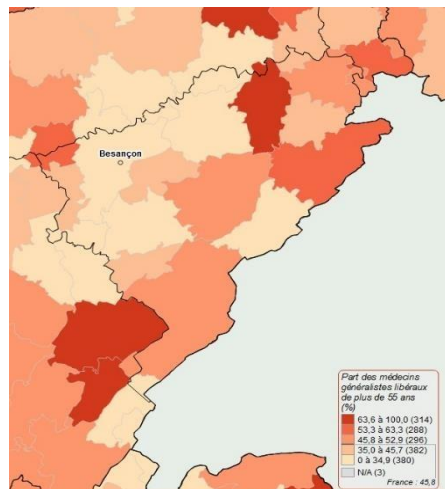 Besançon
Part des médecins
généralistes libéraux
de plus de 55 ans
(%)
63,6 à 100,0 (314)
53,3 à 63,3 (288)
45,8 à 52,9 (296)
35,0 à 45,7 (382)
0 à 34,9 (380)
N/A (3)
France : 45,8